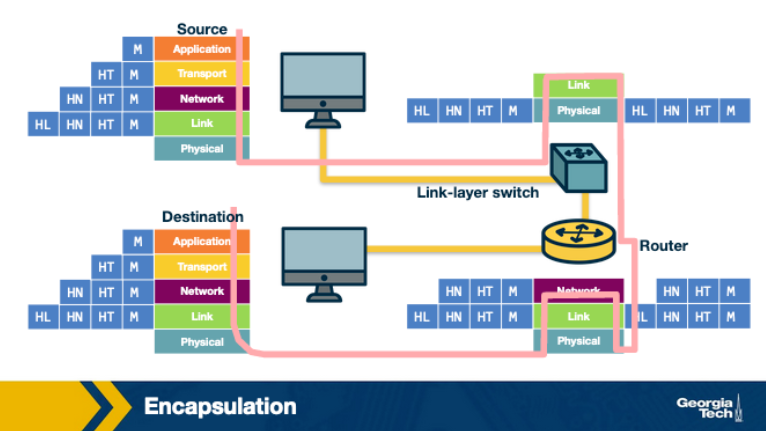 Source
M Application
HT M Transport
HN HT M Network
HL HN HT M Link
Physical
Link
HL HN HT M Physical HL HN HT M
Link-layer switch
Destination
M Application
HT M Transport
HN HT M Network
HL HN HT M Link
Physical
Router
HN HT M Network HN HT M
HL HN HT M Link HL HN HT M
Physical
Encapsulation
Georgia
Tech